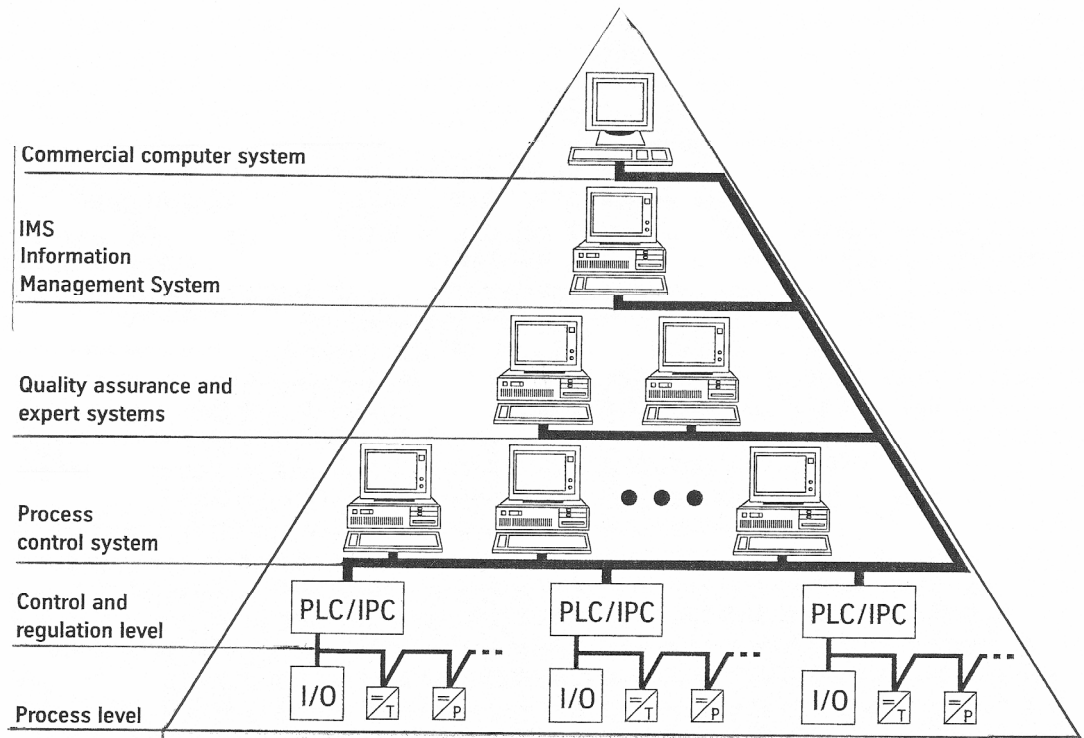 Commercial computer system
IMS
Information
Management System
Quality assurance and
expert systems
Process
control system
Control and
regulation level
PLC/IPC
PLC/IPC
PLC/IPC
I/O
=/T
=/P
I/O
=/T
=/P
I/O
=/T
=/P
Process level